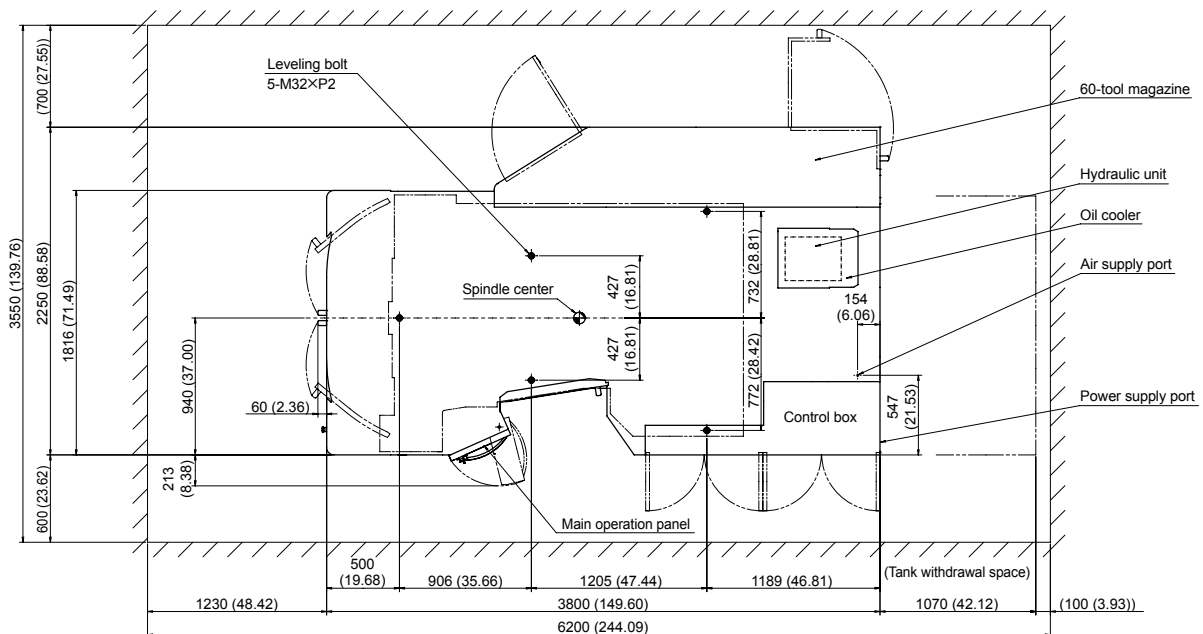 Leveling bolt
5-M32×P2
60-tool magazine
Hydraulic unit
Oil cooler
Air supply port
Spindle center
Power supply port
Control box
Main operation panel
(Tank withdrawal space)
700 (27.55)
3550 (139.76)
2250 (88.58)
1816 (71.49)
940 (37.00)
600 (23.62)
60 (2.36)
213
(8.38)
427
(16.81)
427
(16.81)
732 (28.81)
772 (28.42)
154
(6.06)
547
(21.53)
500
(19.68)
906 (35.66)
1205 (47.44)
1189 (46.81)
1230 (48.42)
3800 (149.60)
1070 (42.12)
(100 (3.93))
6200 (244.09)